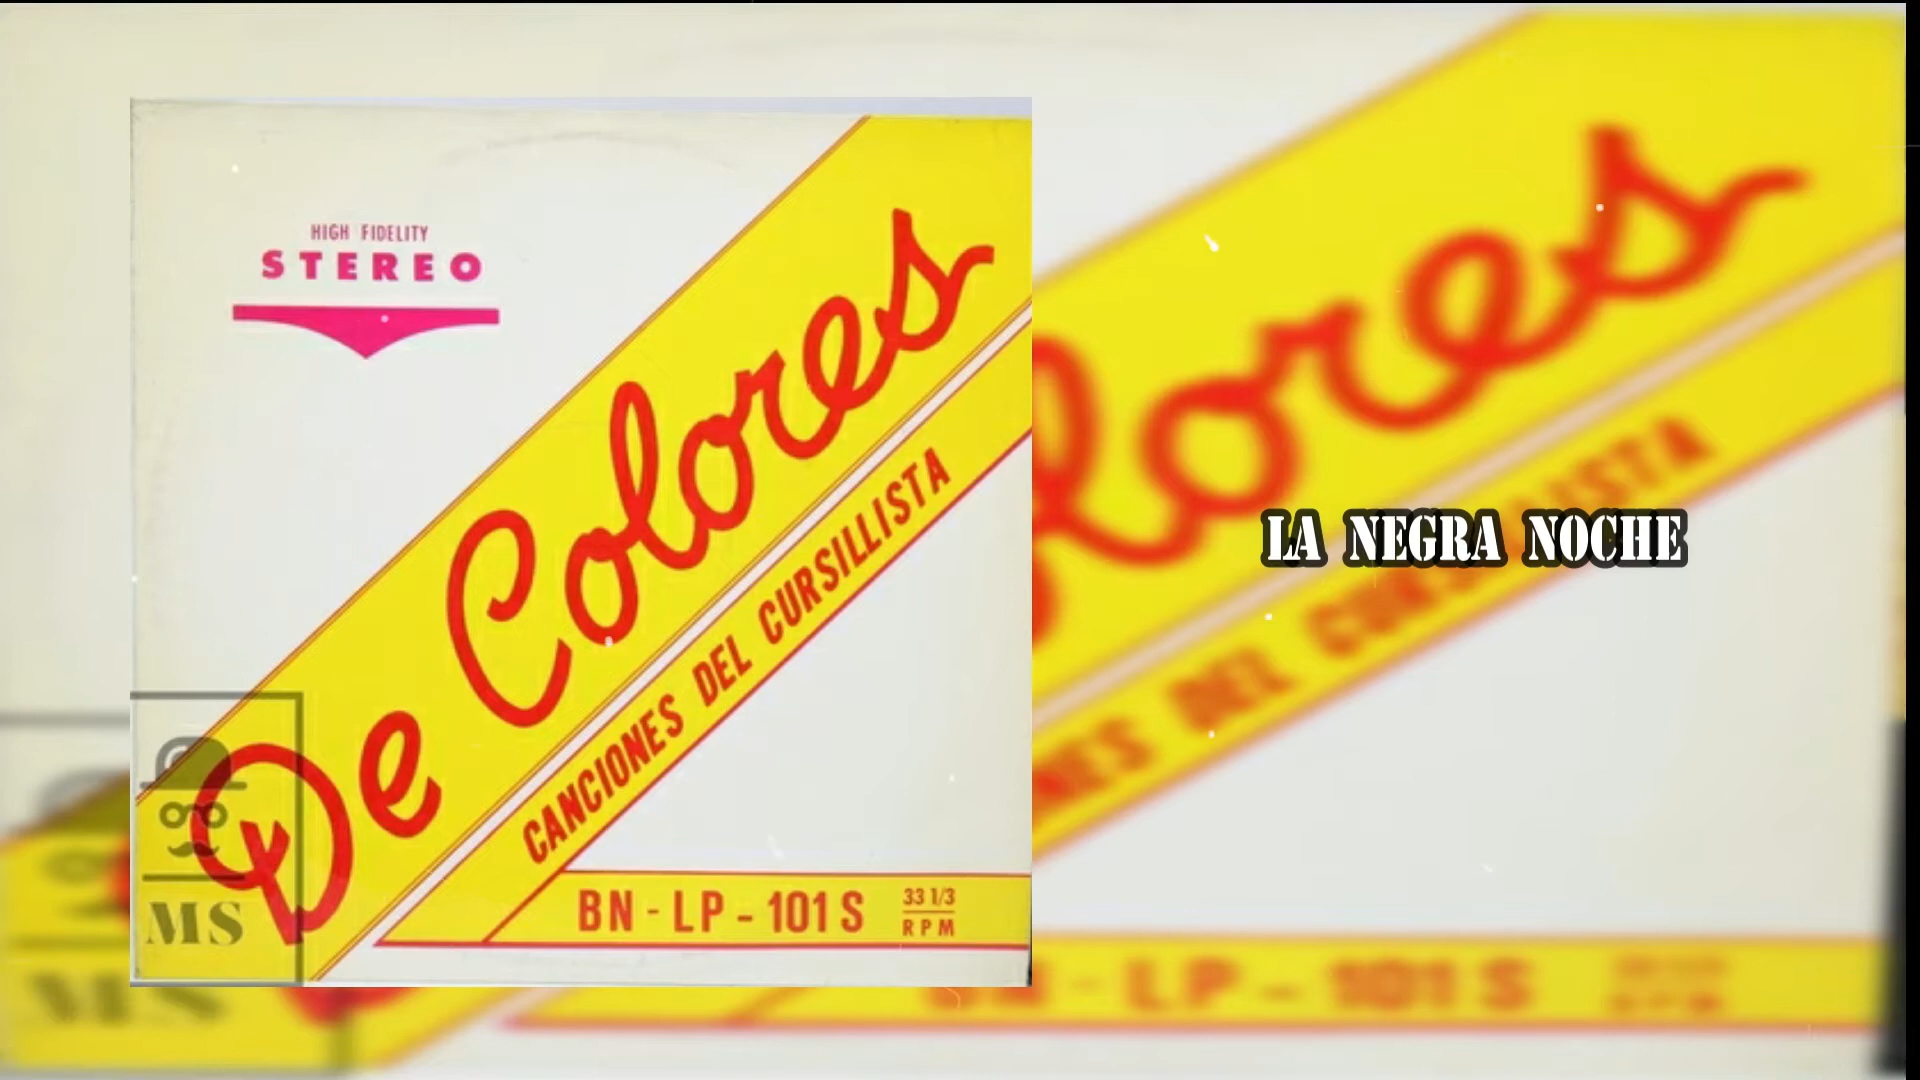 HIGH FIDELITY
STEREO
De Colores
CANCIONES DEL CURSILLISTA
BN - LP - 101 S
33 1/3
RPM
MS
LA NEGRA NOCHE